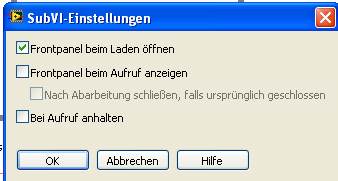 SubVI-Einstellungen
Frontpanel beim Laden öffnen
Frontpanel beim Aufruf anzeigen
Nach Abarbeitung schließen, falls ursprünglich geschlossen
Bei Aufruf anhalten
OK Abbrechen Hilfe